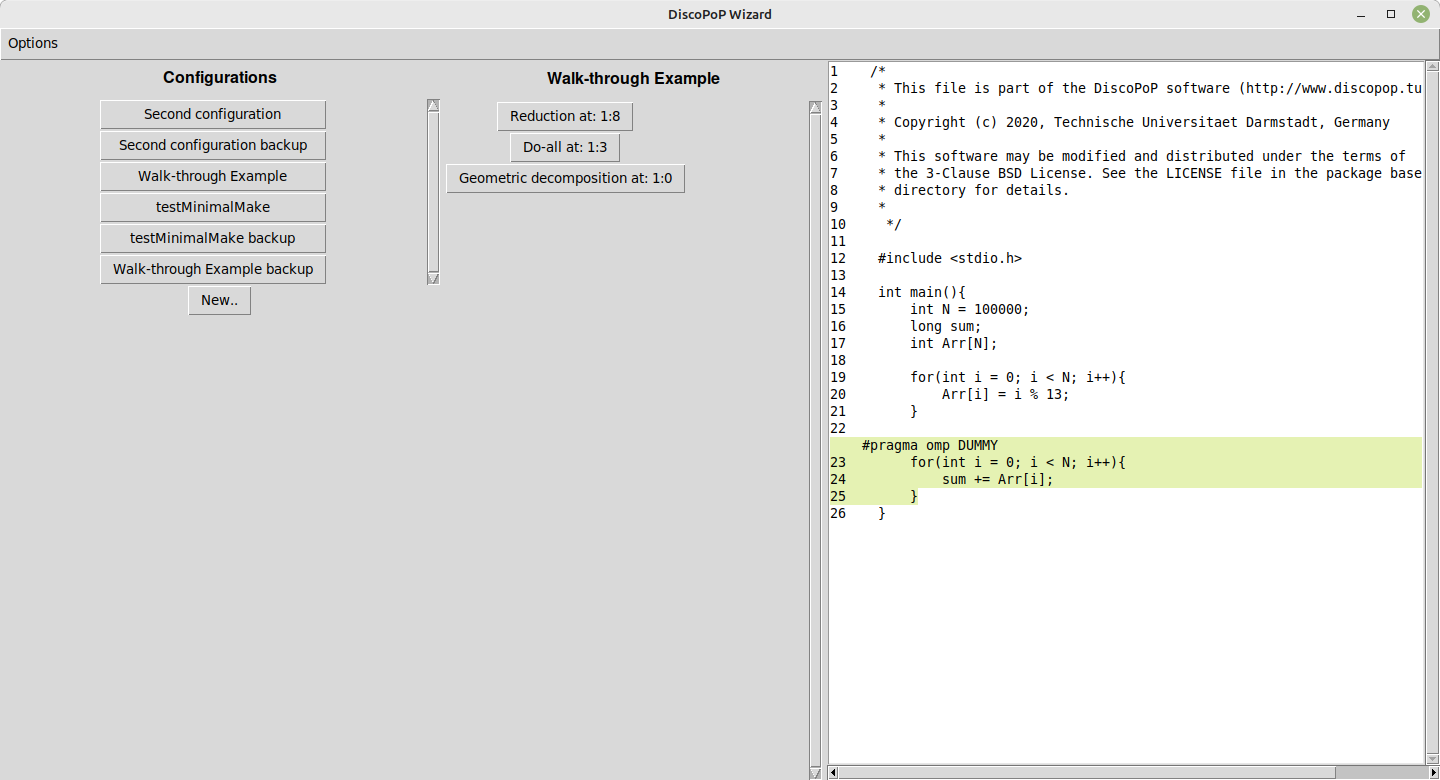 DiscoPoP Wizard
Options
Configurations
Second configuration
Second configuration backup
Walk-through Example
testMinimalMake
testMinimalMake backup
Walk-through Example backup
New..
Walk-through Example
Reduction at: 1:8
Do-all at: 1:3
Geometric decomposition at: 1:0
1 /*
2 * This file is part of the DiscoPoP software (http://www.discopop.tu
3 *
4 * Copyright (c) 2020, Technische Universitaet Darmstadt, Germany
5 *
6 * This software may be modified and distributed under the terms of
7 * the 3-Clause BSD License. See the LICENSE file in the package base
8 * directory for details.
9 *
10 */
11
12 #include <stdio.h>
13
14 int main(){
15 int N = 100000;
16 long sum;
17 int Arr[N];
18
19 for(int i = 0; i < N; i++){
20 Arr[i] = i % 13;
21 }
22
#pragma omp DUMMY
23 for(int i = 0; i < N; i++){
24 sum += Arr[i];
25 }
26 }